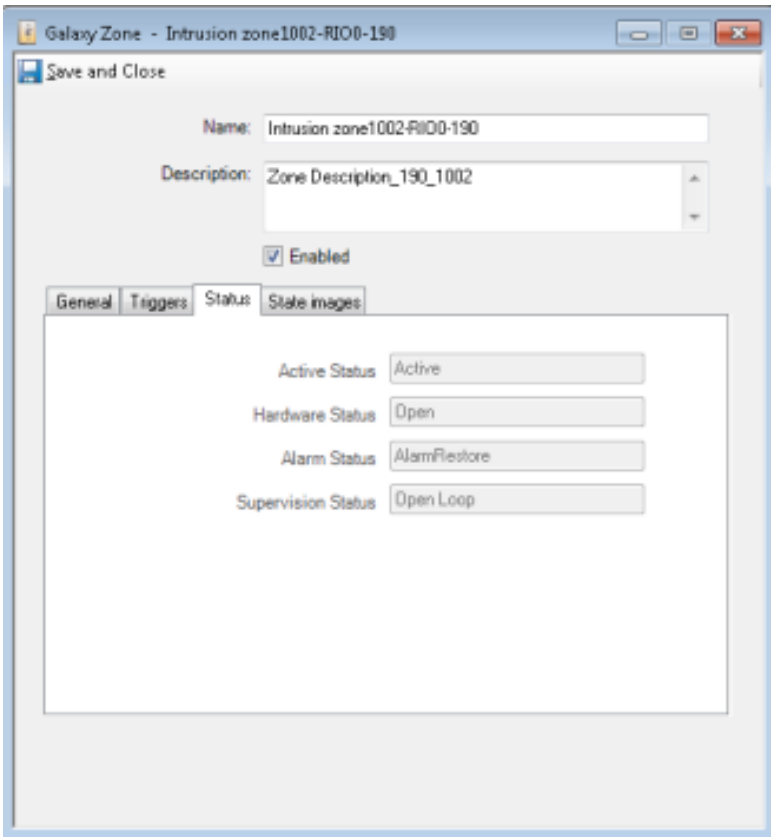 Galaxy Zone - Intrusion zone1002-RIO0-190
Save and Close
Name: Intrusion zone1002-RIO0-190
Description: Zone Description_190_1002
Enabled
General Triggers Status State images
Active Status Active
Hardware Status Open
Alarm Status AlarmRestore
Supervision Status Open Loop